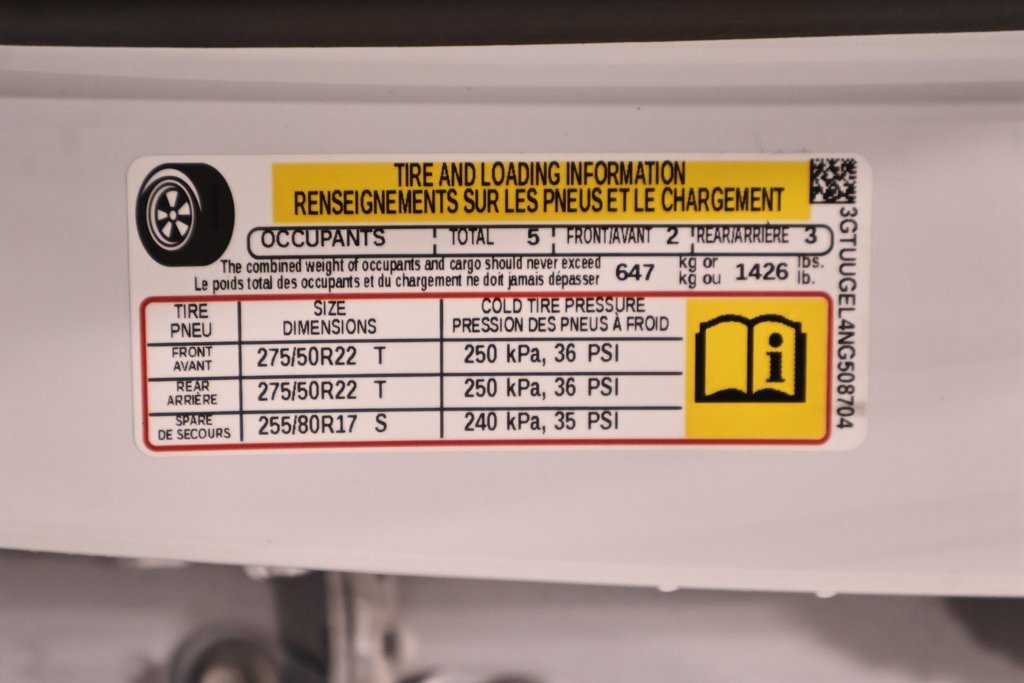 TIRE AND LOADING INFORMATION
RENSEIGNEMENTS SUR LES PNEUS ET LE CHARGEMENT
OCCUPANTS TOTAL 5 FRONT/AVANT 2 REAR/ARRIÈRE 3
The combined weight of occupants and cargo should never exceed 647 kg or 1426 lbs.
Le poids total des occupants et du chargement ne doit jamais dépasser kg ou lb.
TIRE SIZE COLD TIRE PRESSURE
PNEU DIMENSIONS PRESSION DES PNEUS À FROID
FRONT AVANT 275/50R22 T 250 kPa, 36 PSI
REAR ARRIÈRE 275/50R22 T 250 kPa, 36 PSI
SPARE DE SECOURS 255/80R17 S 240 kPa, 35 PSI
i
3GTUUGEL4NG508704